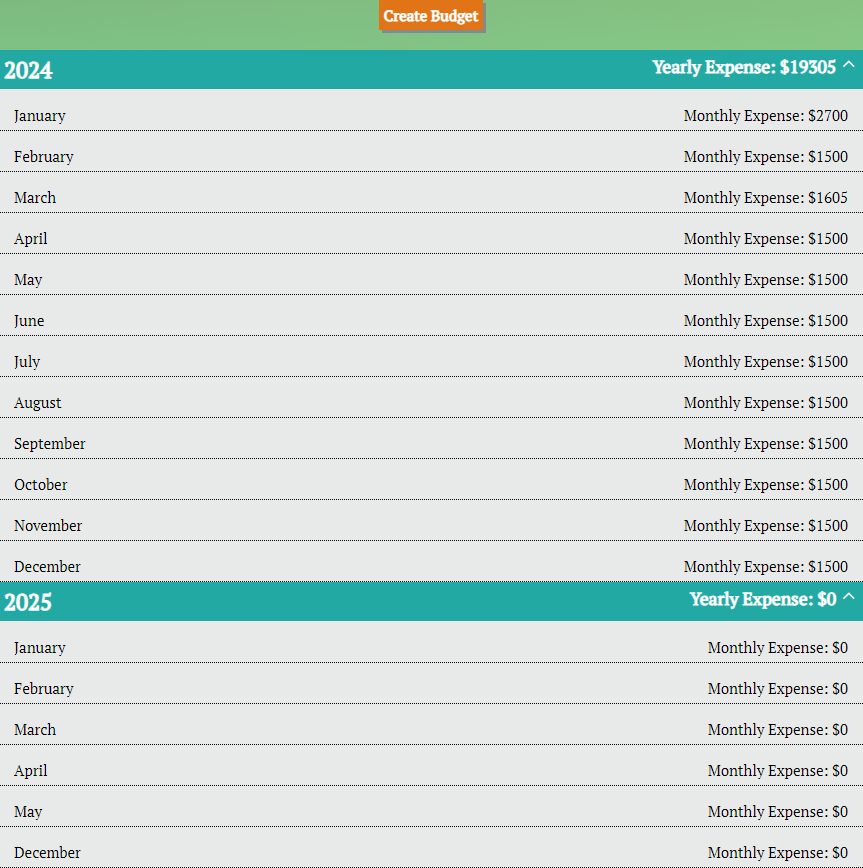 Create Budget
2024 Yearly Expense: $19305
January Monthly Expense: $2700
February Monthly Expense: $1500
March Monthly Expense: $1605
April Monthly Expense: $1500
May Monthly Expense: $1500
June Monthly Expense: $1500
July Monthly Expense: $1500
August Monthly Expense: $1500
September Monthly Expense: $1500
October Monthly Expense: $1500
November Monthly Expense: $1500
December Monthly Expense: $1500
2025 Yearly Expense: $0
January Monthly Expense: $0
February Monthly Expense: $0
March Monthly Expense: $0
April Monthly Expense: $0
May Monthly Expense: $0
December Monthly Expense: $0